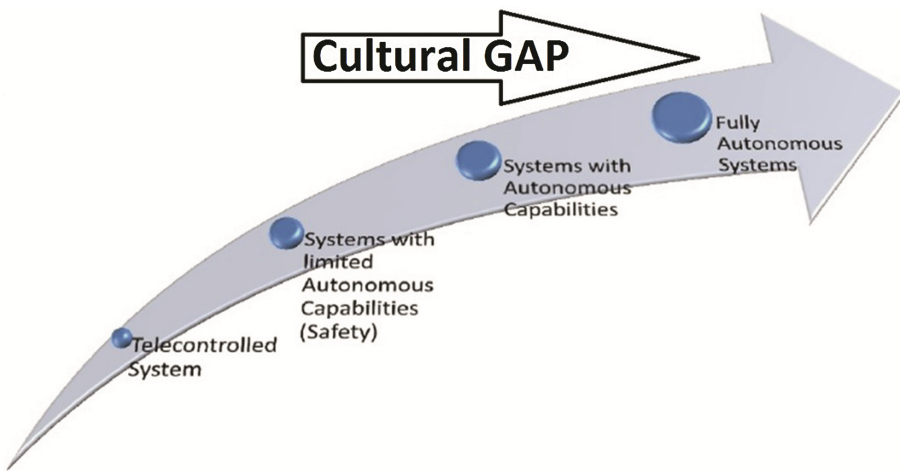 Cultural GAP
Fully
Autonomous
Systems
Systems with
Autonomous
Capabilities
Systems with
limited
Autonomous
Capabilities
(Safety)
Telecontrolled
System